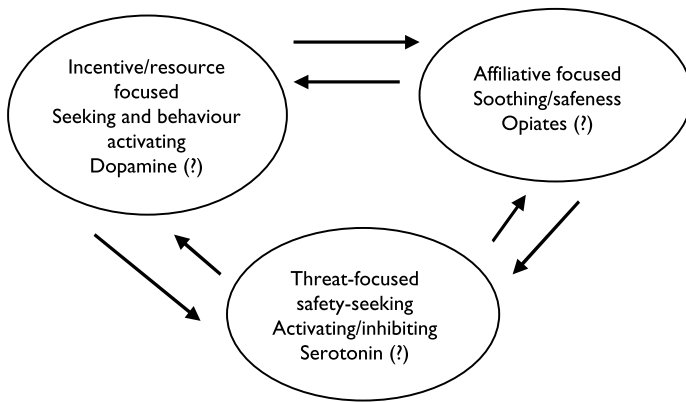 Incentive/resource
focused
Seeking and behaviour
activating
Dopamine (?)
Affiliative focused
Soothing/safeness
Opiates (?)
Threat-focused
safety-seeking
Activating/inhibiting
Serotonin (?)